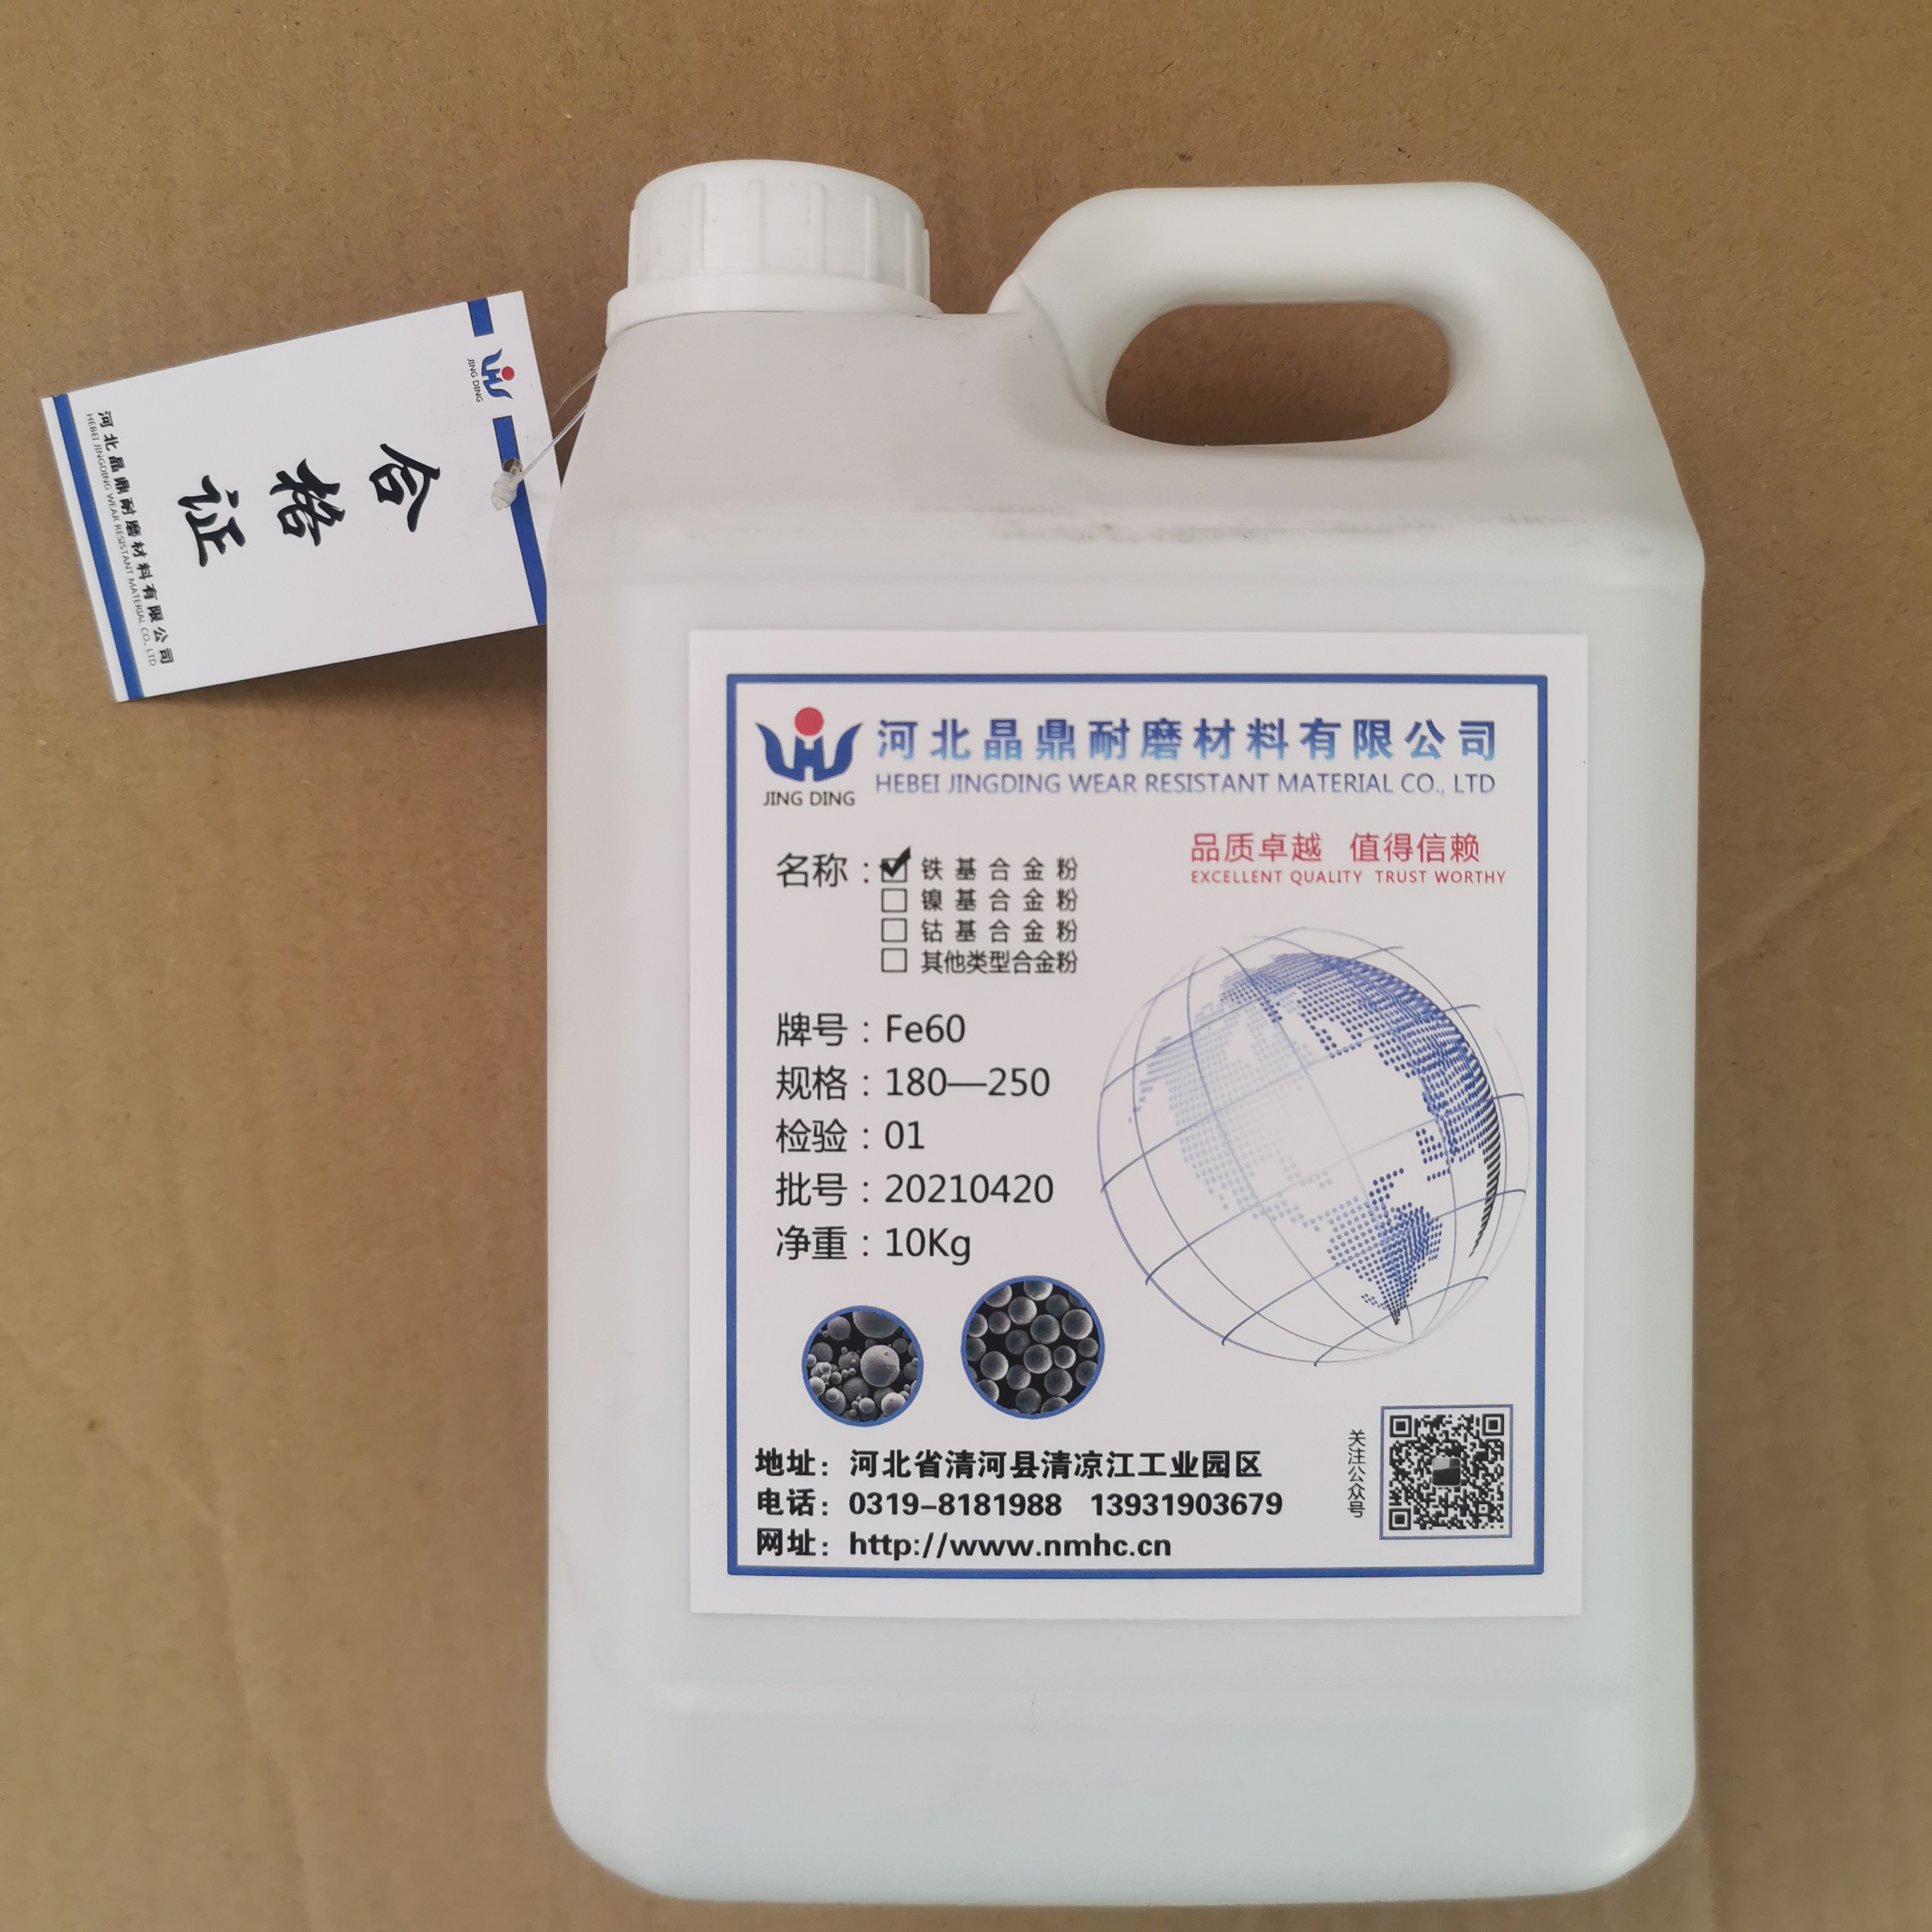 JING DING
合格证
河北晶鼎耐磨材料有限公司
HEBEI JINGDING WEAR RESISTANT MATERIAL CO., LTD
JING DING
河北晶鼎耐磨材料有限公司
HEBEI JINGDING WEAR RESISTANT MATERIAL CO., LTD
品质卓越 值得信赖
EXCELLENT QUALITY TRUST WORTHY
名称：☑ 铁基合金粉
☐ 镍基合金粉
☐ 钴基合金粉
☐ 其他类型合金粉
牌号：Fe60
规格：180—250
检验：01
批号：20210420
净重：10Kg
地址：河北省清河县清凉江工业园区
电话：0319-8181988 13931903679
网址：http://www.nmhc.cn
关注公众号